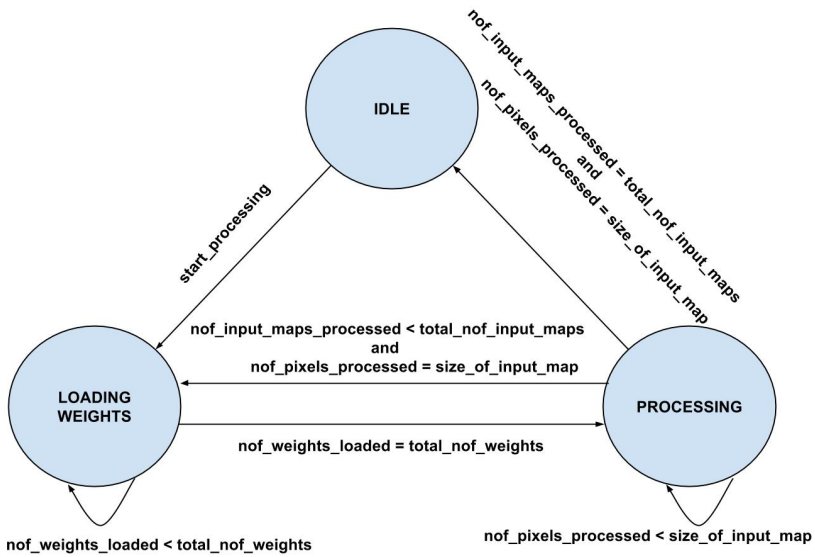 nof_input_maps_processed = total_nof_input_maps
and
nof_pixels_processed = size_of_input_map
IDLE
start_processing
nof_input_maps_processed < total_nof_input_maps
and
nof_pixels_processed = size_of_input_map
LOADING
WEIGHTS
PROCESSING
nof_weights_loaded = total_nof_weights
nof_weights_loaded < total_nof_weights
nof_pixels_processed < size_of_input_map